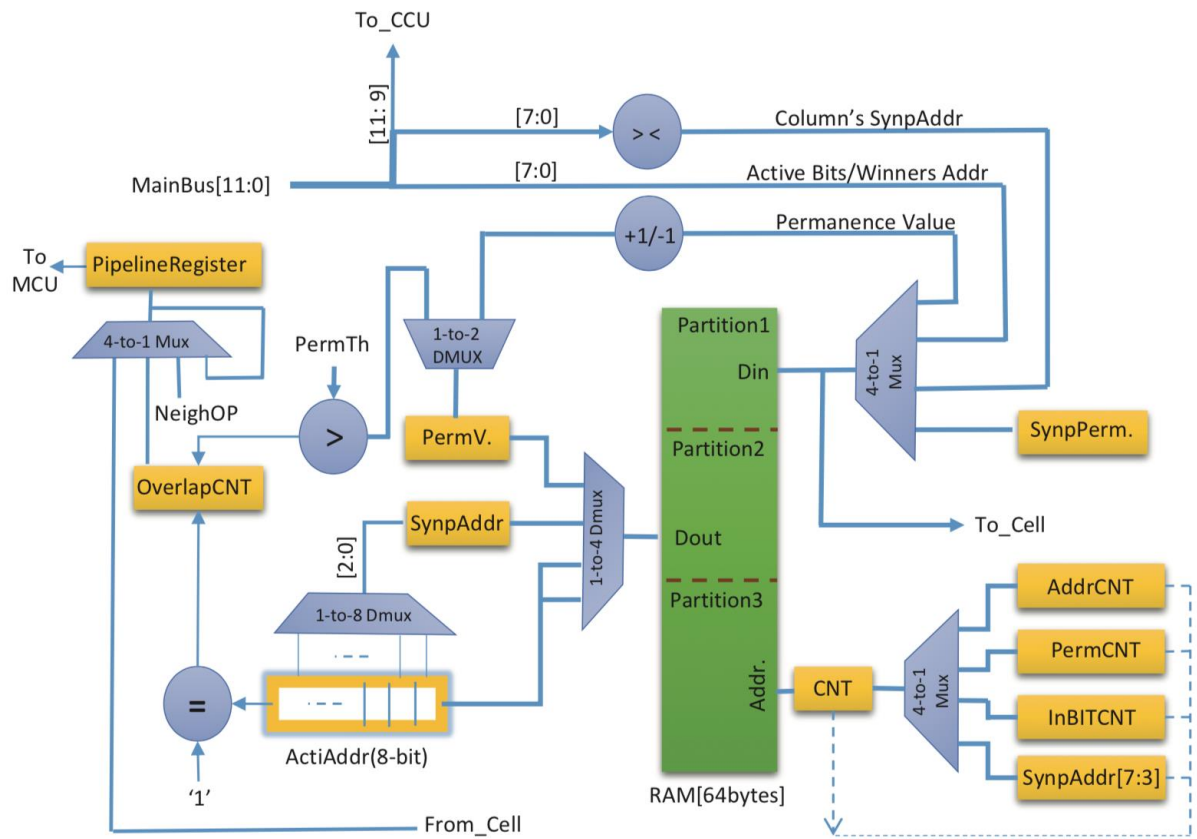 To_CCU
[11: 9]
[7:0]
> <
Column's SynpAddr
MainBus[11:0]
[7:0]
Active Bits/Winners Addr
+1/-1
Permanence Value
To
MCU
PipelineRegister
4-to-1 Mux
NeighOP
PermTh
>
1-to-2
DMUX
PermV.
OverlapCNT
SynpAddr
[2:0]
1-to-8 Dmux
1-to-4 Dmux
=
'1'
ActiAddr(8-bit)
From_Cell
Partition1
Din
Partition2
Dout
Partition3
Addr.
RAM[64bytes]
4-to-1
Mux
SynpPerm.
To_Cell
CNT
4-to-1
Mux
AddrCNT
PermCNT
InBITCNT
SynpAddr[7:3]